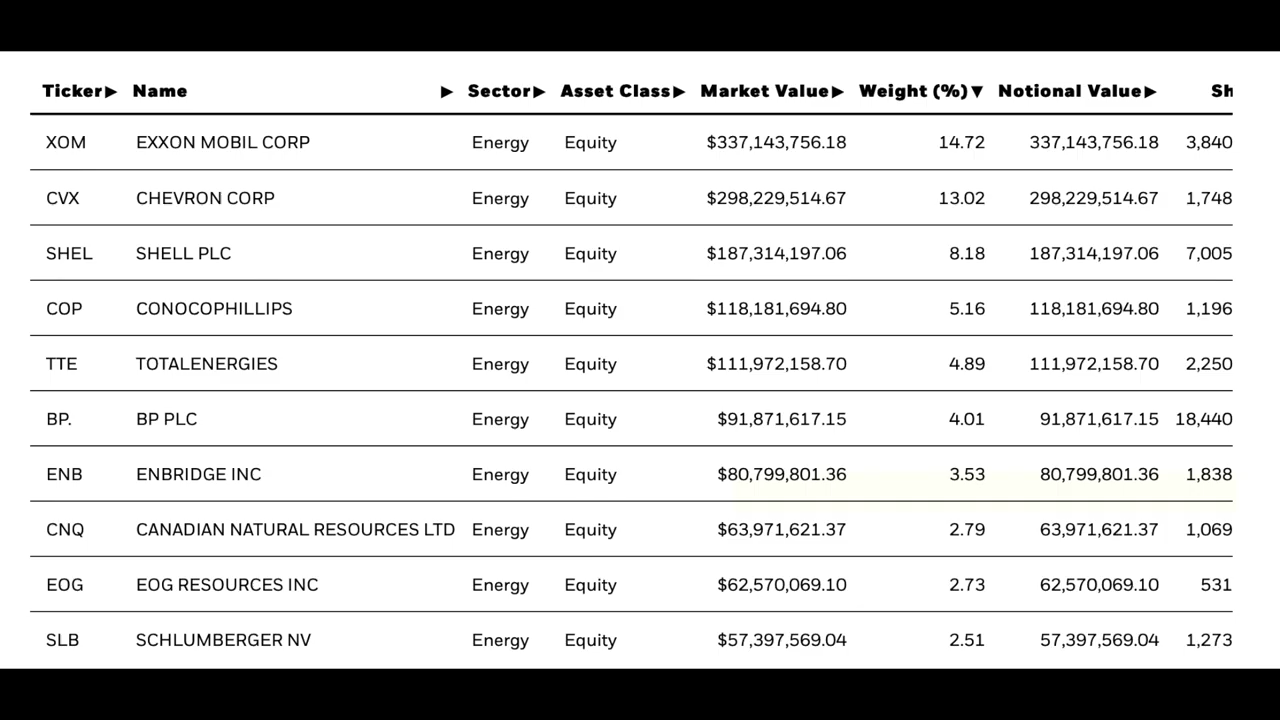 Ticker▶ Name ▶ Sector▶ Asset Class▶ Market Value▶ Weight (%)▼ Notional Value▶ Sh
XOM EXXON MOBIL CORP Energy Equity $337,143,756.18 14.72 337,143,756.18 3,840
CVX CHEVRON CORP Energy Equity $298,229,514.67 13.02 298,229,514.67 1,748
SHEL SHELL PLC Energy Equity $187,314,197.06 8.18 187,314,197.06 7,005
COP CONOCOPHILLIPS Energy Equity $118,181,694.80 5.16 118,181,694.80 1,196
TTE TOTALENERGIES Energy Equity $111,972,158.70 4.89 111,972,158.70 2,250
BP. BP PLC Energy Equity $91,871,617.15 4.01 91,871,617.15 18,440
ENB ENBRIDGE INC Energy Equity $80,799,801.36 3.53 80,799,801.36 1,838
CNQ CANADIAN NATURAL RESOURCES LTD Energy Equity $63,971,621.37 2.79 63,971,621.37 1,069
EOG EOG RESOURCES INC Energy Equity $62,570,069.10 2.73 62,570,069.10 531
SLB SCHLUMBERGER NV Energy Equity $57,397,569.04 2.51 57,397,569.04 1,273